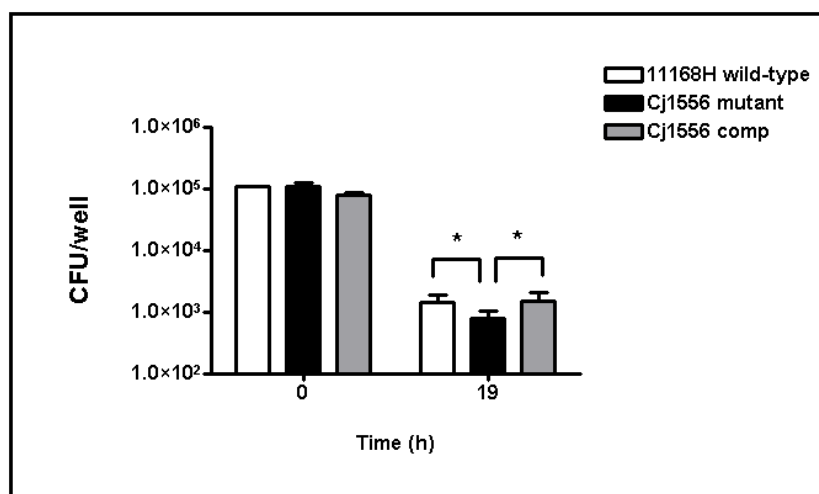 11168H wild-type
Cj1556 mutant
Cj1556 comp
1.0×10⁶
1.0×10⁵
1.0×10⁴
1.0×10³
1.0×10²
CFU/well
* *
0 19
Time (h)